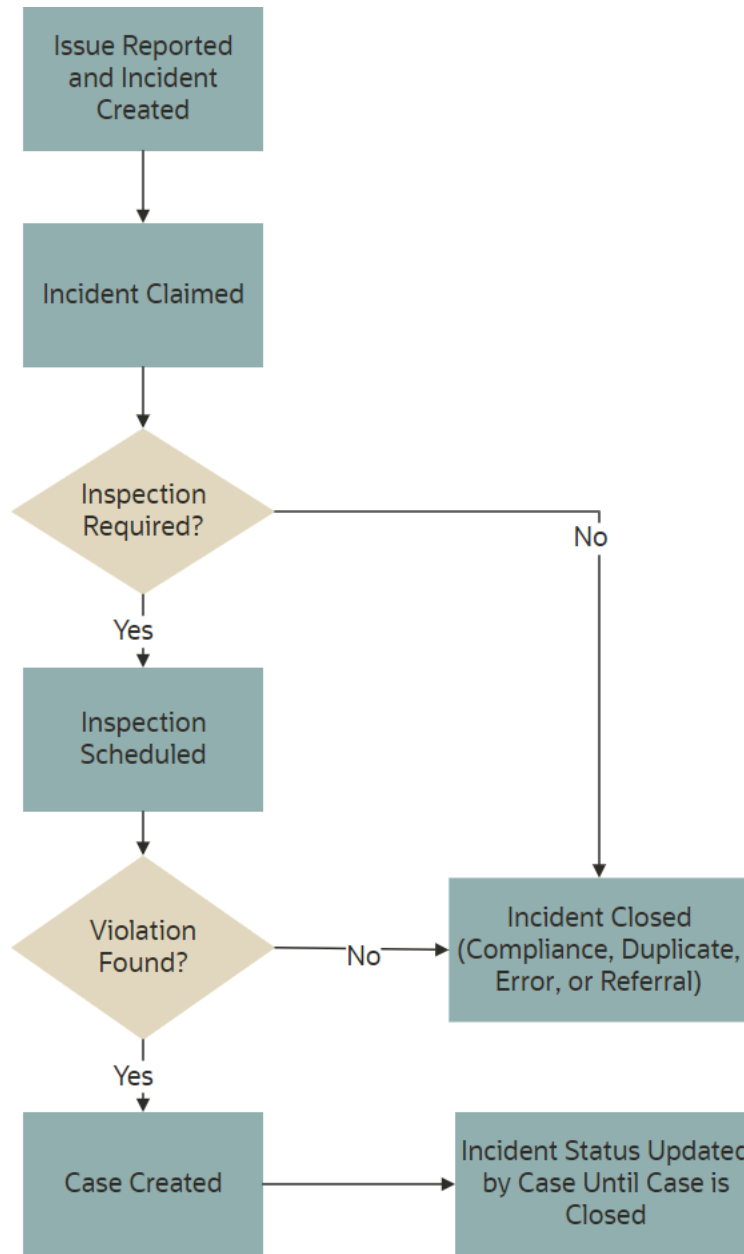 Issue Reported
and Incident
Created
Incident Claimed
Inspection
Required?
No
Yes
Inspection
Scheduled
Violation
Found?
No
Incident Closed
(Compliance, Duplicate,
Error, or Referral)
Yes
Case Created
Incident Status Updated
by Case Until Case is
Closed